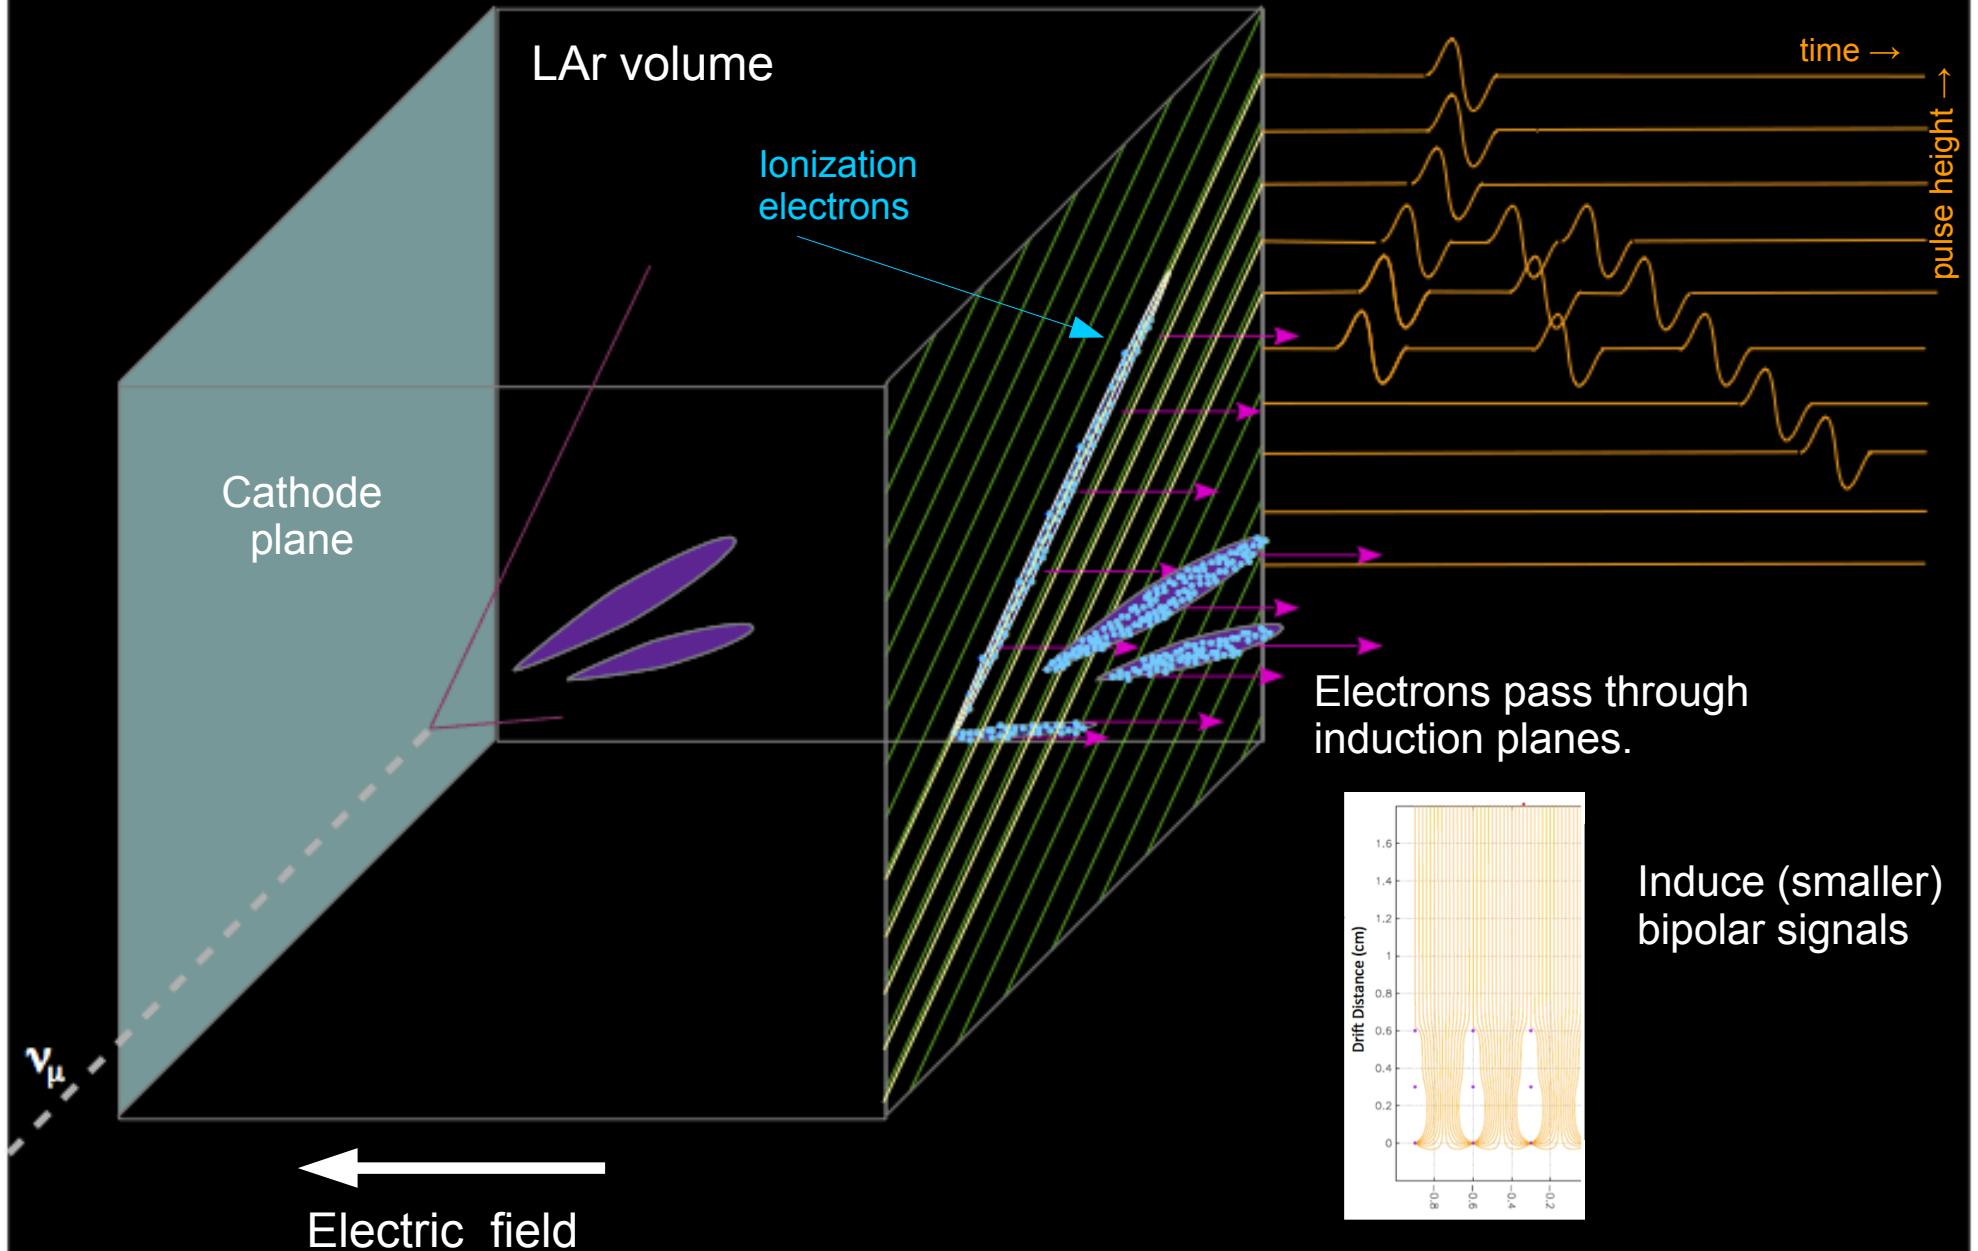 LAr volume
time →
pulse height →
Ionization
electrons
Cathode
plane
Electrons pass through
induction planes.
Induce (smaller)
bipolar signals
Drift Distance (cm)
1.6
1.4
1.2
1
0.8
0.6
0.4
0.2
0
-0.8
-0.6
-0.4
-0.2
νμ
Electric field